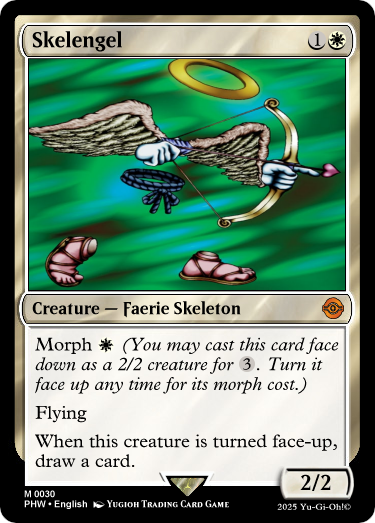 Skelengel 1
Creature — Faerie Skeleton
Morph (You may cast this card face
down as a 2/2 creature for 3. Turn it
face up any time for its morph cost.)
Flying
When this creature is turned face-up,
draw a card.
2/2
M 0030
PHW • English YUGIOH TRADING CARD GAME
2025 Yu-Gi-Oh!©